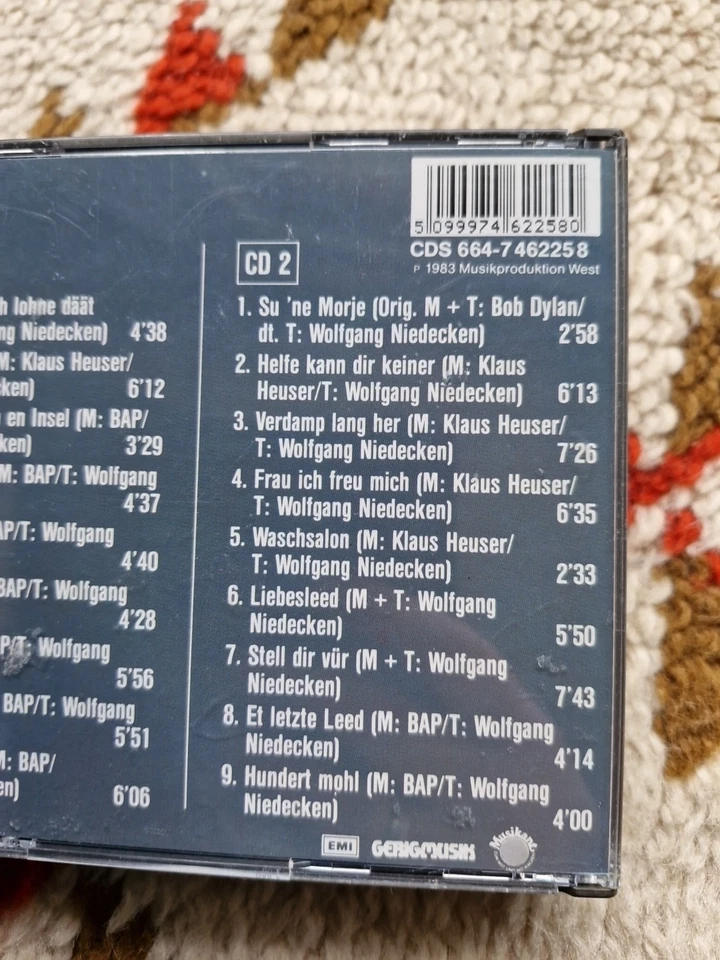 5 099974 622580
CDS 664-7 46225 8
P 1983 Musikproduktion West
h lohne däät
ng Niedecken) 4'38
M: Klaus Heuser/
ken) 6'12
en Insel (M: BAP/
ken) 3'29
M: BAP/T: Wolfgang
4'37
AP/T: Wolfgang
4'40
BAP/T: Wolfgang
4'28
P/T: Wolfgang
5'56
BAP/T: Wolfgang
5'51
M: BAP/
en) 6'06
CD 2
1. Su 'ne Morje (Orig. M + T: Bob Dylan/
dt. T: Wolfgang Niedecken) 2'58
2. Helfe kann dir keiner (M: Klaus
Heuser/T: Wolfgang Niedecken) 6'13
3. Verdamp lang her (M: Klaus Heuser/
T: Wolfgang Niedecken) 7'26
4. Frau ich freu mich (M: Klaus Heuser/
T: Wolfgang Niedecken) 6'35
5. Waschsalon (M: Klaus Heuser/
T: Wolfgang Niedecken) 2'33
6. Liebesleed (M + T: Wolfgang
Niedecken) 5'50
7. Stell dir vür (M + T: Wolfgang
Niedecken) 7'43
8. Et letzte Leed (M: BAP/T: Wolfgang
Niedecken) 4'14
9. Hundert mohl (M: BAP/T: Wolfgang
Niedecken) 4'00
EMI GERIGMUSIK Musikant